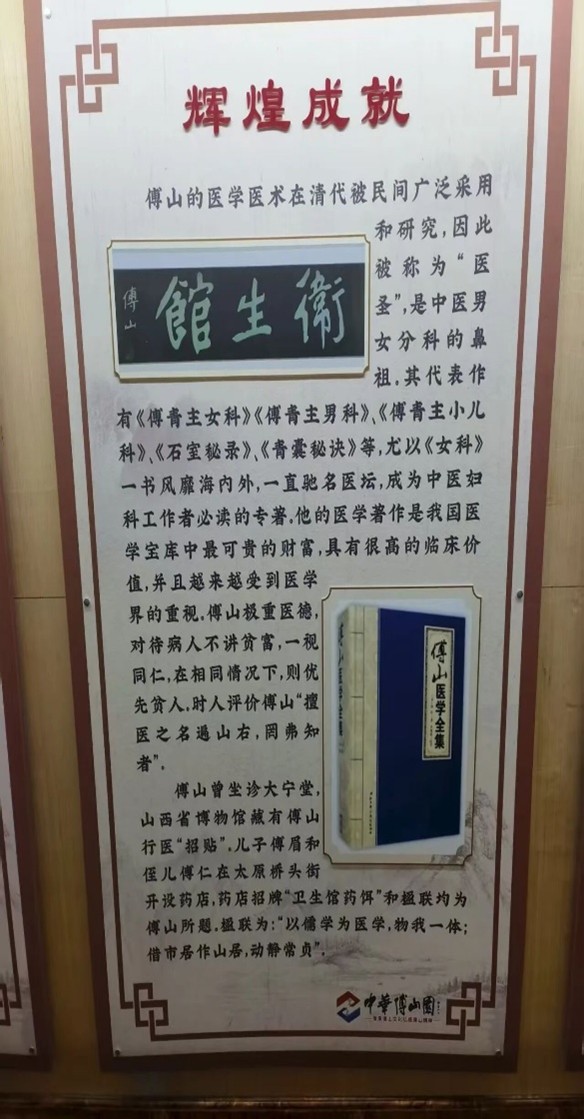 辉煌成就
傅山的医学医术在清代被民间广泛采用
和研究,因此
被称为“医
圣”,是中医男
女分科的鼻
祖。其代表作
衛生館
傅山
有《傅青主女科》《傅青主男科》、《傅青主小儿
科》、《石室秘录》、《青囊秘诀》等,尤以《女科》
一书风靡海内外,一直驰名医坛,成为中医妇
科工作者必读的专著。他的医学著作是我国医
学宝库中最可贵的财富,具有很高的临床价
值,并且越来越受到医学
界的重视。傅山极重医德,
对待病人不讲贫富,一视
同仁,在相同情况下,则优
先贫人。时人评价傅山“擅
医之名遍山右,罔弗知
者”。
傅山医学全集
傅山医学全集
傅山曾坐诊大宁堂,
山西省博物馆藏有傅山
行医“招贴”。儿子傅眉和
侄儿傅仁在太原桥头街
开设药店,药店招牌“卫生馆药饵”和楹联均为
傅山所题。楹联为:“以儒学为医学,物我一体;
借市居作山居,动静常贞”。
中華傅山園